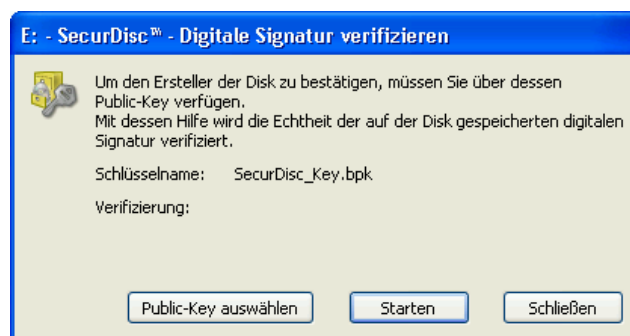 E: - SecurDisc™ - Digitale Signatur verifizieren
Um den Ersteller der Disk zu bestätigen, müssen Sie über dessen
Public-Key verfügen.
Mit dessen Hilfe wird die Echtheit der auf der Disk gespeicherten digitalen
Signatur verifiziert.
Schlüsselname: SecurDisc_Key.bpk
Verifizierung:
Public-Key auswählen Starten Schließen